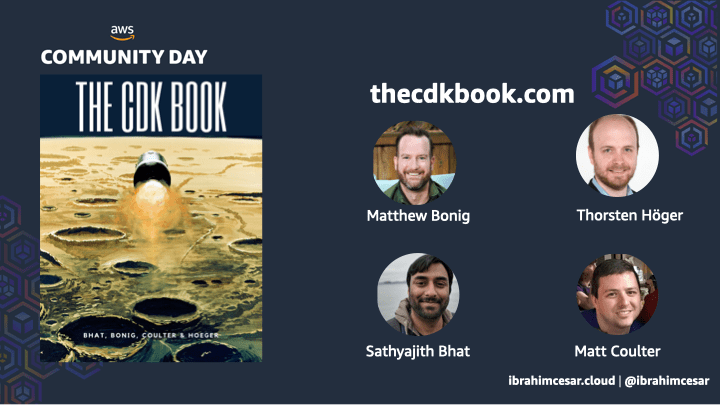 aws
COMMUNITY DAY
THE CDK BOOK
BHAT, BONIG, COULTER & HOEGER
thecdkbook.com
Matthew Bonig
Thorsten Höger
Sathyajith Bhat
Matt Coulter
ibrahimcesar.cloud | @ibrahimcesar